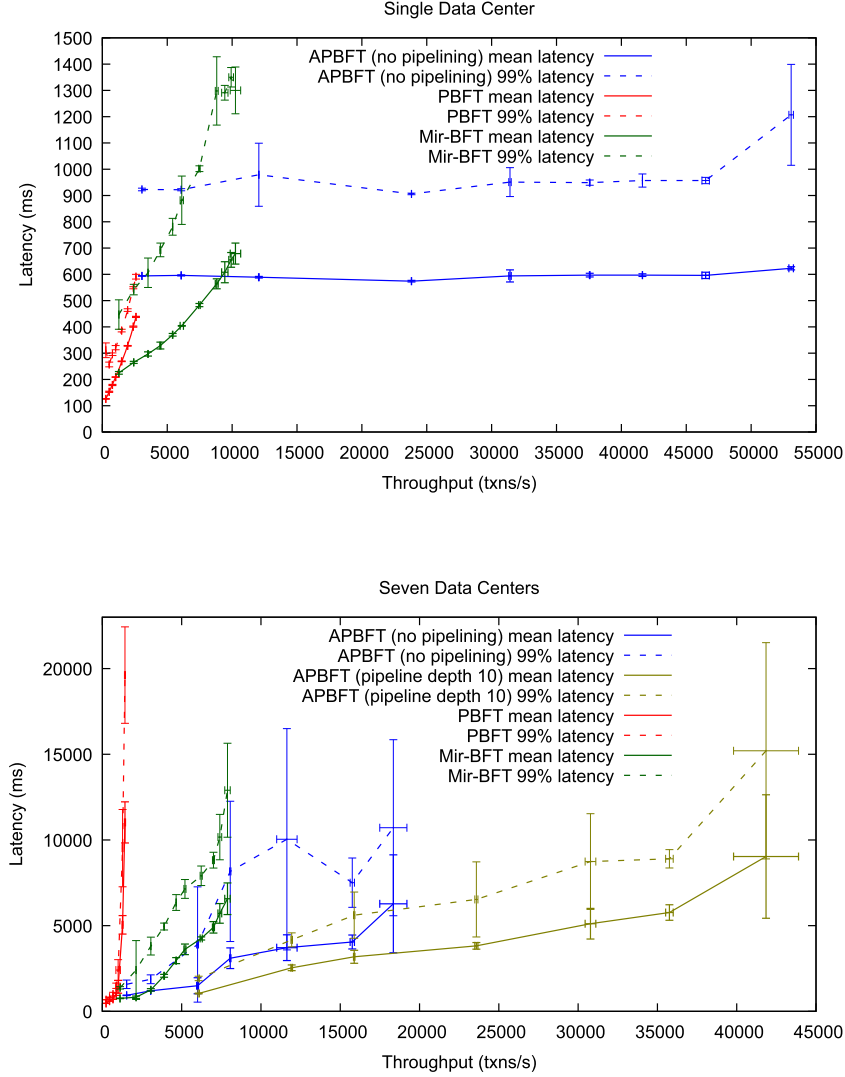 Single Data Center
1500
1400
1300
1200
1100
1000
900
800
700
600
500
400
300
200
100
0
Latency (ms)
APBFT (no pipelining) mean latency
APBFT (no pipelining) 99% latency
PBFT mean latency
PBFT 99% latency
Mir-BFT mean latency
Mir-BFT 99% latency
0 5000 10000 15000 20000 25000 30000 35000 40000 45000 50000 55000
Throughput (txns/s)
Seven Data Centers
20000
15000
10000
5000
0
Latency (ms)
APBFT (no pipelining) mean latency
APBFT (no pipelining) 99% latency
APBFT (pipeline depth 10) mean latency
APBFT (pipeline depth 10) 99% latency
PBFT mean latency
PBFT 99% latency
Mir-BFT mean latency
Mir-BFT 99% latency
0 5000 10000 15000 20000 25000 30000 35000 40000 45000
Throughput (txns/s)